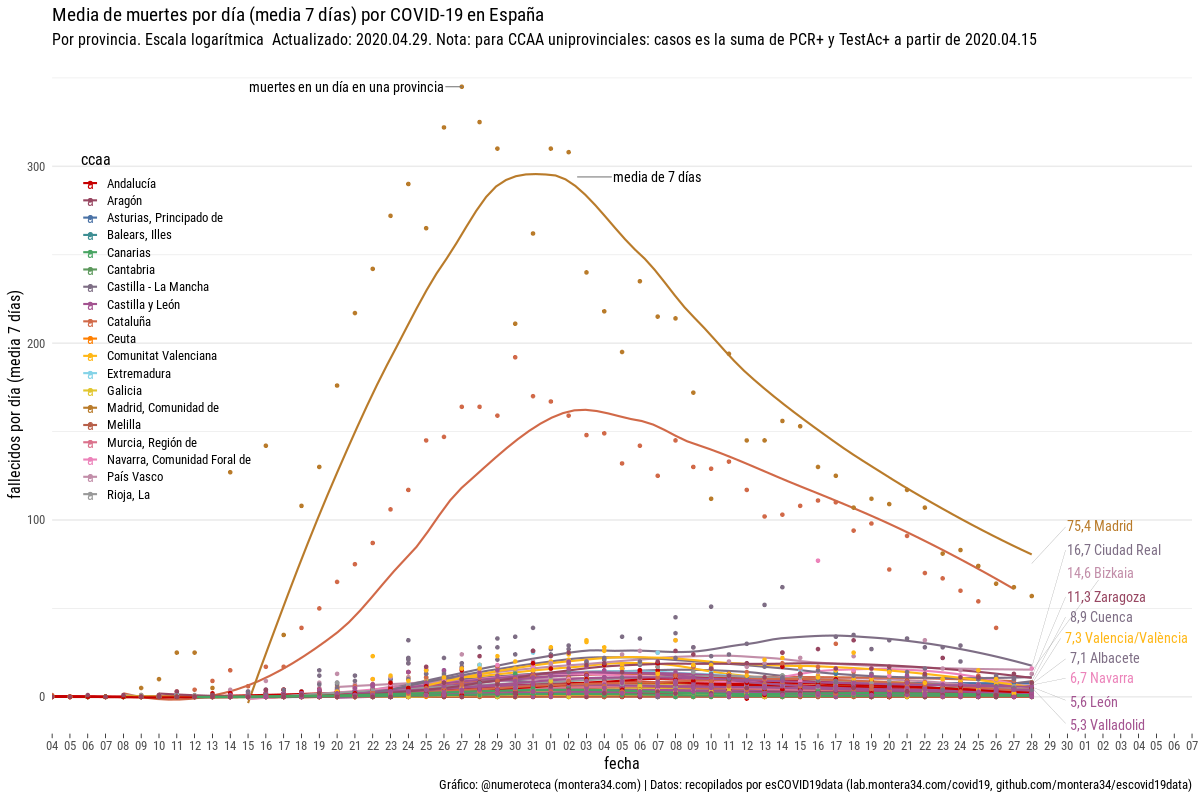 Media de muertes por día (media 7 días) por COVID-19 en España
Por provincia. Escala logarítmica  Actualizado: 2020.04.29. Nota: para CCAA uniprovinciales: casos es la suma de PCR+ y TestAc+ a partir de 2020.04.15
muertes en un día en una provincia
media de 7 días
ccaa
Andalucía
Aragón
Asturias, Principado de
Balears, Illes
Canarias
Cantabria
Castilla - La Mancha
Castilla y León
Cataluña
Ceuta
Comunitat Valenciana
Extremadura
Galicia
Madrid, Comunidad de
Melilla
Murcia, Región de
Navarra, Comunidad Foral de
País Vasco
Rioja, La
fallecidos por día (media 7 días)
300
200
100
0
75,4 Madrid
16,7 Ciudad Real
14,6 Bizkaia
11,3 Zaragoza
8,9 Cuenca
7,3 Valencia/València
7,1 Albacete
6,7 Navarra
5,6 León
5,3 Valladolid
04 05 06 07 08 09 10 11 12 13 14 15 16 17 18 19 20 21 22 23 24 25 26 27 28 29 30 31 01 02 03 04 05 06 07 08 09 10 11 12 13 14 15 16 17 18 19 20 21 22 23 24 25 26 27 28 29 30 01 02 03 04 05 06 07
fecha
Gráfico: @numeroteca (montera34.com) | Datos: recopilados por esCOVID19data (lab.montera34.com/covid19, github.com/montera34/escovid19data)